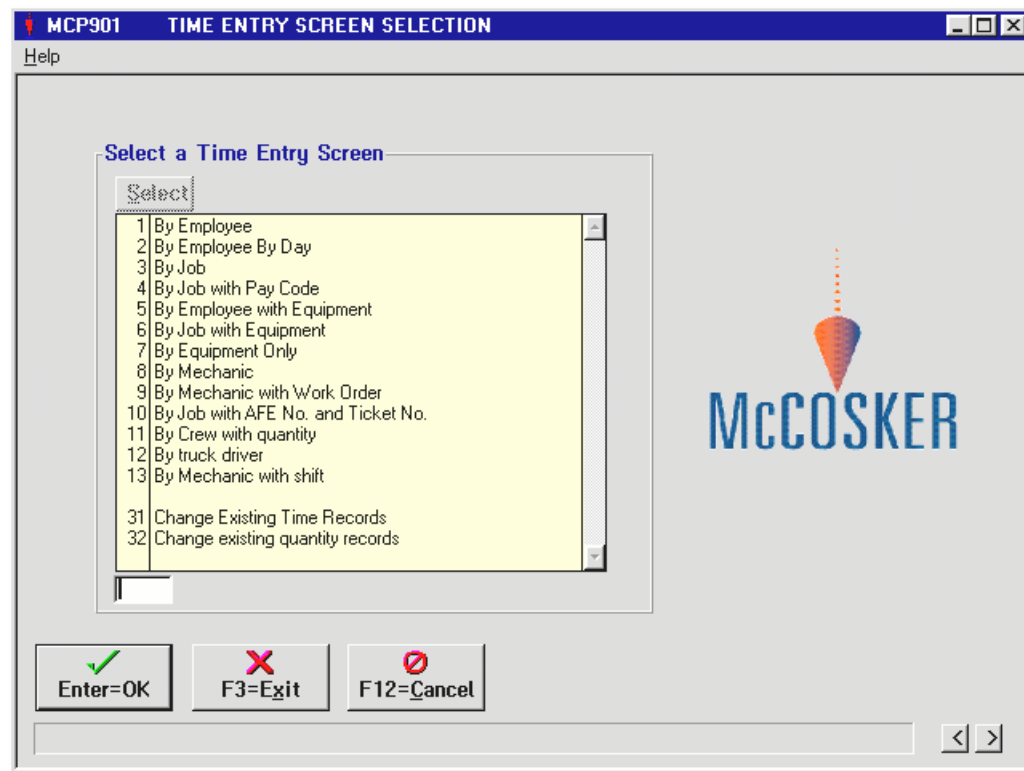 MCP901 TIME ENTRY SCREEN SELECTION
Help
Select a Time Entry Screen
Select
1 By Employee
2 By Employee By Day
3 By Job
4 By Job with Pay Code
5 By Employee with Equipment
6 By Job with Equipment
7 By Equipment Only
8 By Mechanic
9 By Mechanic with Work Order
10 By Job with AFE No. and Ticket No.
11 By Crew with quantity
12 By truck driver
13 By Mechanic with shift
31 Change Existing Time Records
32 Change existing quantity records
McCOSKER
Enter=OK F3=Exit F12=Cancel